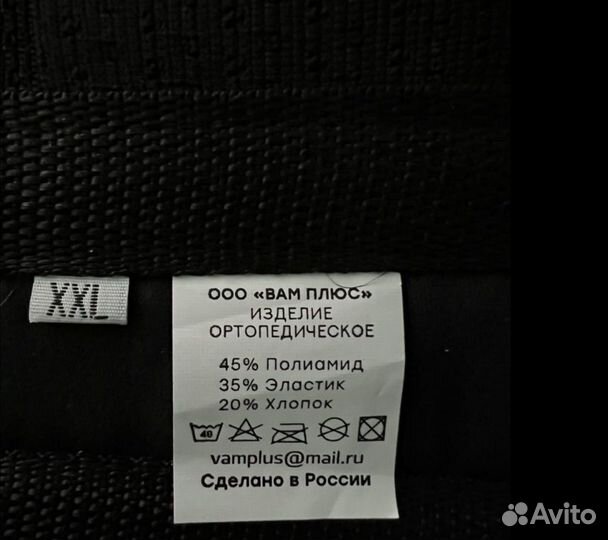 XXL
ООО «ВАМ ПЛЮС»
ИЗДЕЛИЕ
ОРТОПЕДИЧЕСКОЕ
45% Полиамид
35% Эластик
20% Хлопок
40
vamplus@mail.ru
Сделано в России
Avito